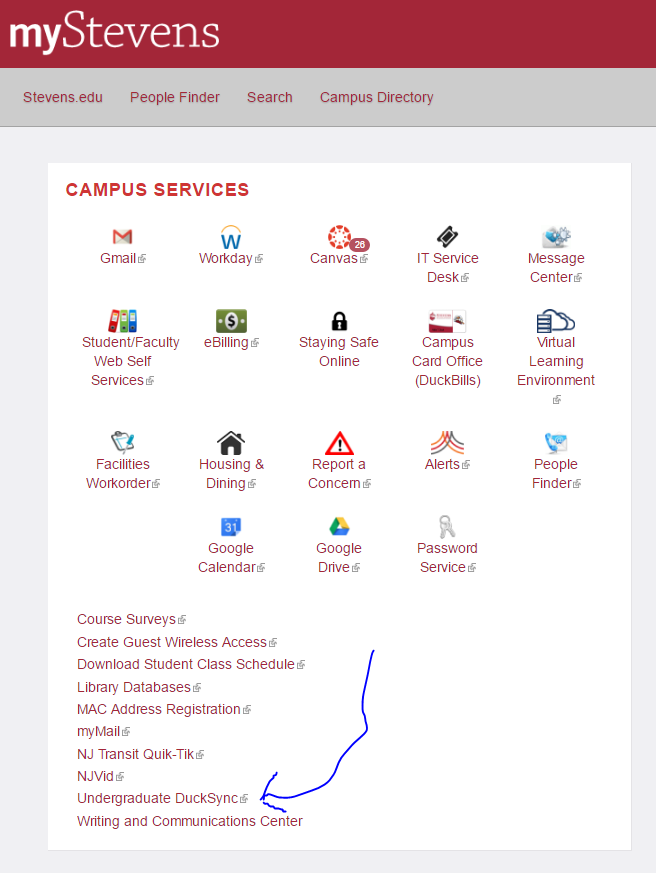 myStevens
Stevens.edu People Finder Search Campus Directory
CAMPUS SERVICES
Gmail
Workday
26
Canvas
IT Service
Desk
Message
Center
Student/Faculty
Web Self
Services
eBilling
Staying Safe
Online
Campus
Card Office
(DuckBills)
Virtual
Learning
Environment
Facilities
Workorder
Housing &
Dining
Report a
Concern
Alerts
People
Finder
31
Google
Calendar
Google
Drive
Password
Service
Course Surveys
Create Guest Wireless Access
Download Student Class Schedule
Library Databases
MAC Address Registration
myMail
NJ Transit Quik-Tik
NJVid
Undergraduate DuckSync
Writing and Communications Center